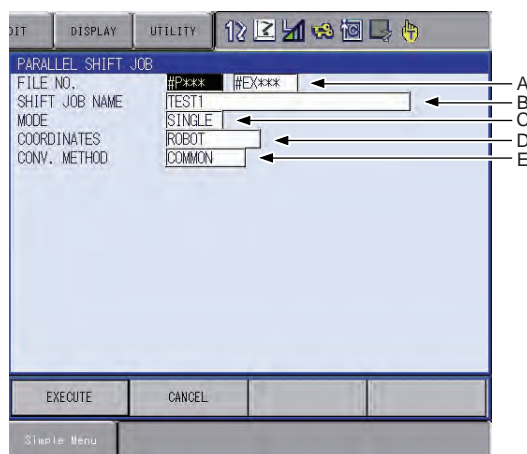 DIT DISPLAY UTILITY
PARALLEL SHIFT JOB
FILE NO. #P*** #EX*** A
SHIFT JOB NAME TEST1 B
MODE SINGLE C
COORDINATES ROBOT D
CONV. METHOD COMMON E
EXECUTE CANCEL
Simple Menu